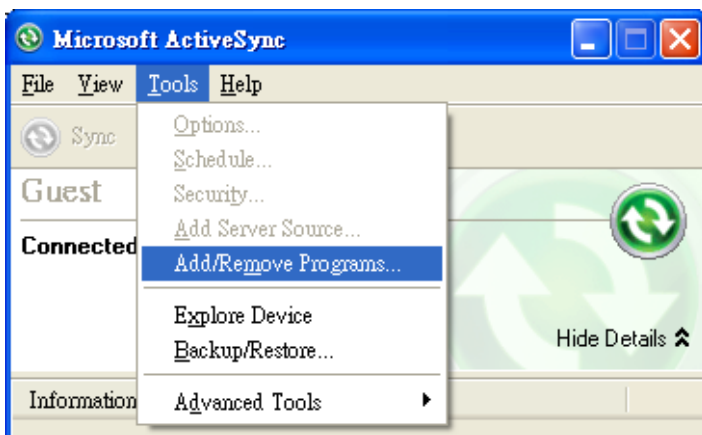 Microsoft ActiveSync
File View Tools Help
Sync
Options...
Schedule...
Guest
Security...
Add Server Source...
Connected
Add/Remove Programs...
Explore Device
Backup/Restore...
Hide Details
Information
Advanced Tools